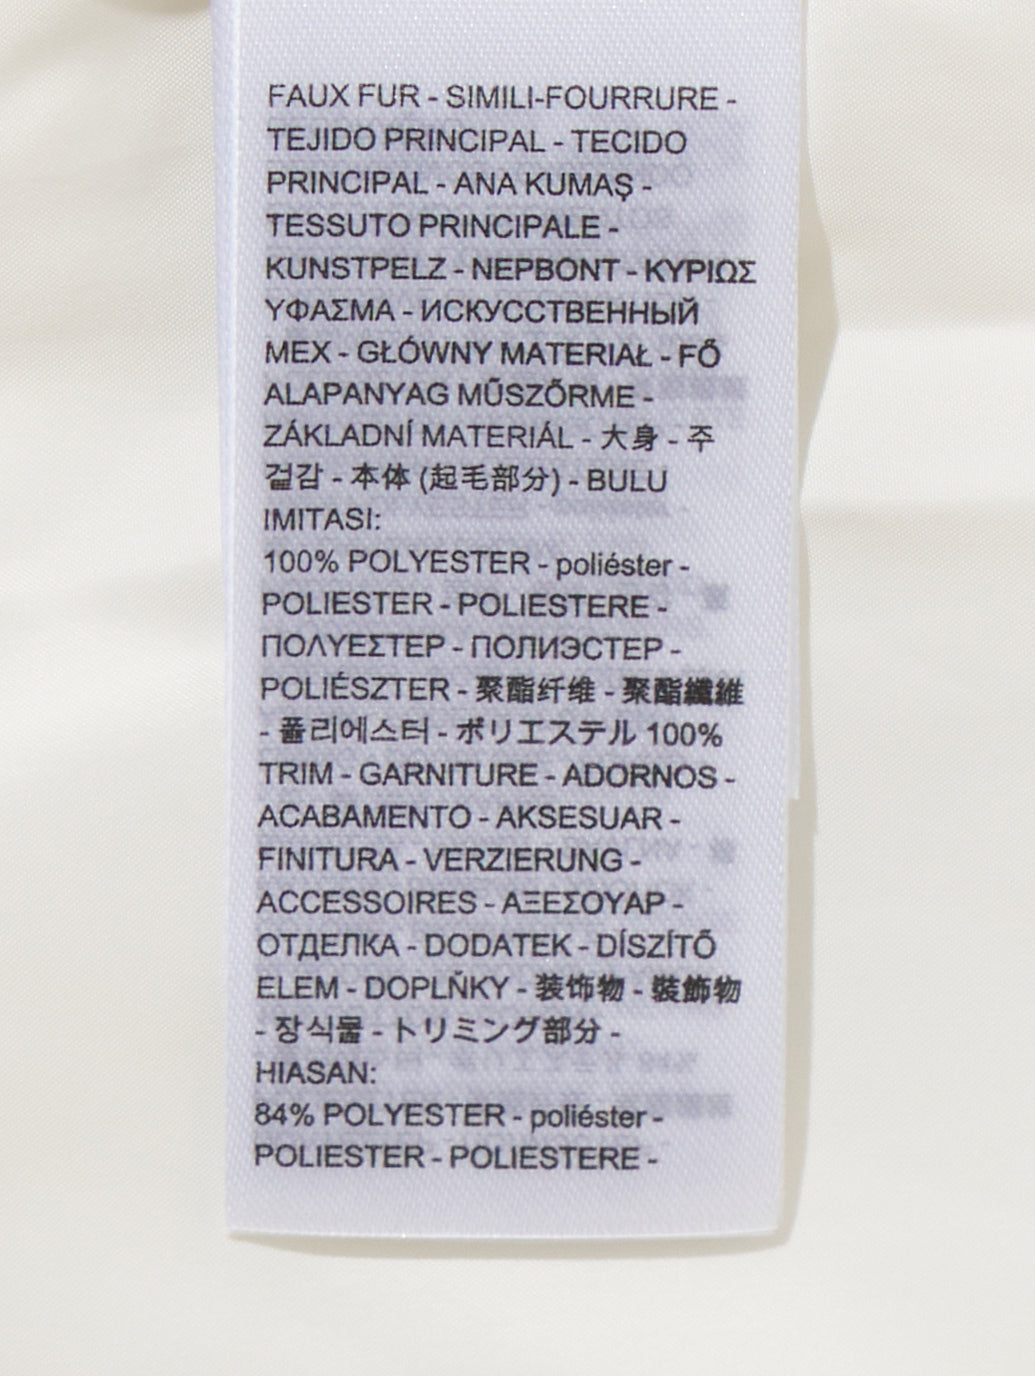 FAUX FUR - SIMILI-FOURRURE -
TEJIDO PRINCIPAL - TECIDO
PRINCIPAL - ANA KUMAŞ -
TESSUTO PRINCIPALE -
KUNSTPELZ - NEPBONT - ΚΥΡΙΩΣ
ΥΦΑΣΜΑ - ИСКУССТВЕННЫЙ
МЕХ - GŁÓWNY MATERIAŁ - FŐ
ALAPANYAG MŰSZŐRME -
ZÁKLADNÍ MATERIÁL - 大身 - 주
겉감 - 本体 (起毛部分) - BULU
IMITASI:
100% POLYESTER - poliéster -
POLIESTER - POLIESTERE -
ΠΟΛΥΕΣΤΕΡ - ПОЛИЭСТЕР -
POLIÉSZTER - 聚酯纤维 - 聚酯纖維
- 폴리에스터 - ポリエステル 100%
TRIM - GARNITURE - ADORNOS -
ACABAMENTO - AKSESUAR -
FINITURA - VERZIERUNG -
ACCESSOIRES - ΑΞΕΣΟΥΑΡ -
ОТДЕЛКА - DODATEK - DÍSZÍTŐ
ELEM - DOPLŇKY - 装饰物 - 裝飾物
- 장식물 - トリミング部分 -
HIASAN:
84% POLYESTER - poliéster -
POLIESTER - POLIESTERE -